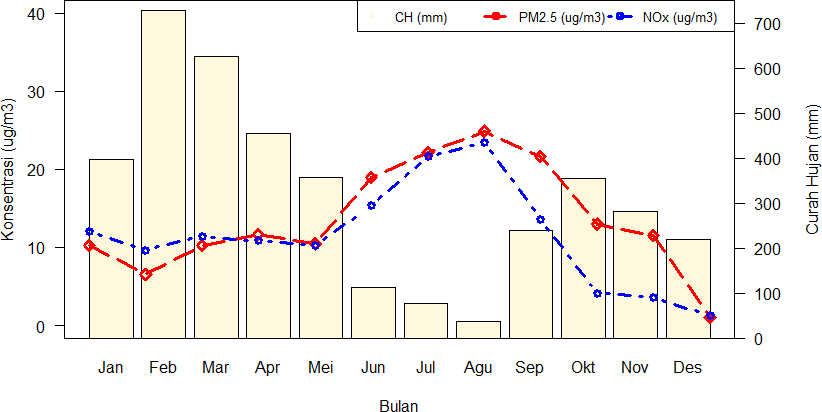 CH (mm) PM2.5 (ug/m3) NOx (ug/m3)
Konsentrasi (ug/m3)
40
30
20
10
0
700
600
500
400
300
200
100
0
Curah Hujan (mm)
Jan Feb Mar Apr Mei Jun Jul Agu Sep Okt Nov Des
Bulan